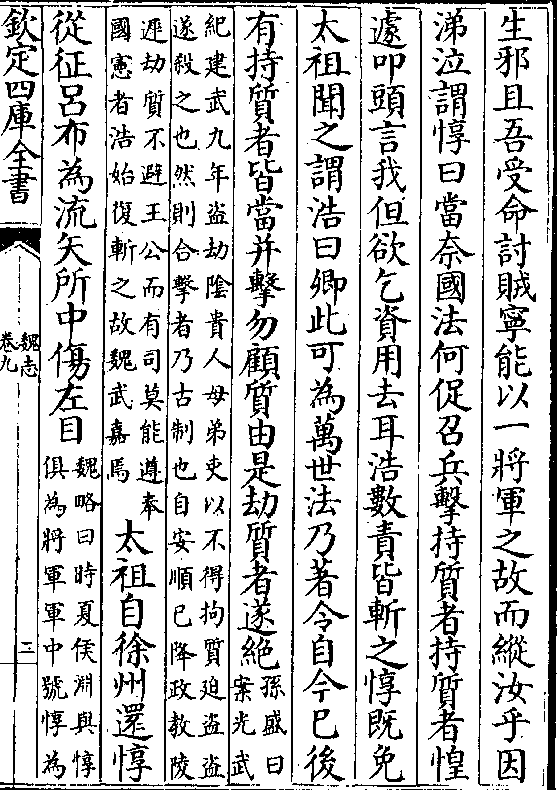 生邪且吾受命討賊寧能以一將軍之故而縱汝乎因
涕泣謂惇曰當奈國法何促召兵擊持質者持質者惶
遽叩頭言我但欲乞資用去耳浩數責皆斬之惇既免
太祖聞之謂浩曰卿此可為萬世法乃著令自今已後
有持質者皆當并擊勿顧質由是劫質者遂絶
孫盛曰
案光武
紀建武九年盜劫陰貴人母弟吏以不得拘質迫盜盜
遂殺之也然則合擊者乃古制也自安順已降政教陵
遲劫質不避王公而有司莫能遵奉
國憲者浩始復斬之故魏武嘉焉
太祖自徐州還惇
從征呂布為流矢所中傷左目
魏略曰時夏侯淵與惇
俱為將軍軍中號惇為
欽定四庫全書
魏志
卷九
三